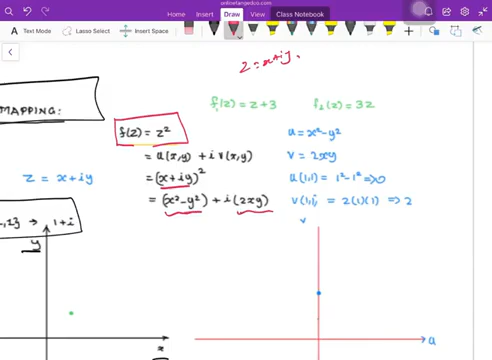 onlinetangedco.com
Home Insert Draw View Class Notebook
Text Mode Lasso Select Insert Space
z = x+iy.
MAPPING:
f₁(z) = z+3 f₂(z) = 3z
f(z) = z²
u = x²-y²
= u(x,y) + i v(x,y)
v = 2xy
z = x+iy
= (x+iy)²
u(1,1) = 1²-1² => 0
= (x²-y²) + i (2xy)
v(1,1) = 2(1)(1) => 2
→ 1+i
y
v
u
x